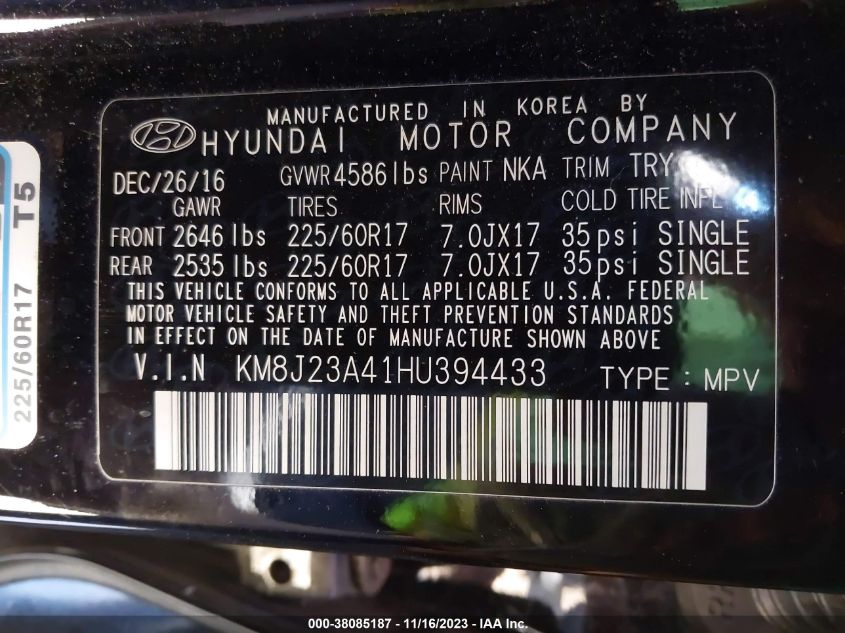 MANUFACTURED IN KOREA BY
HYUNDAI MOTOR COMPANY
DEC/26/16 GVWR 4586 lbs PAINT NKA TRIM TRY
GAWR TIRES RIMS COLD TIRE INFL
FRONT 2646 lbs 225/60R17 7.0JX17 35psi SINGLE
REAR 2535 lbs 225/60R17 7.0JX17 35psi SINGLE
THIS VEHICLE CONFORMS TO ALL APPLICABLE U.S.A. FEDERAL
MOTOR VEHICLE SAFETY AND THEFT PREVENTION STANDARDS
IN EFFECT ON THE DATE OF MANUFACTURE SHOWN ABOVE
V.I.N KM8J23A41HU394433 TYPE : MPV
225/60R17 T5
000-38085187 - 11/16/2023 - IAA Inc.